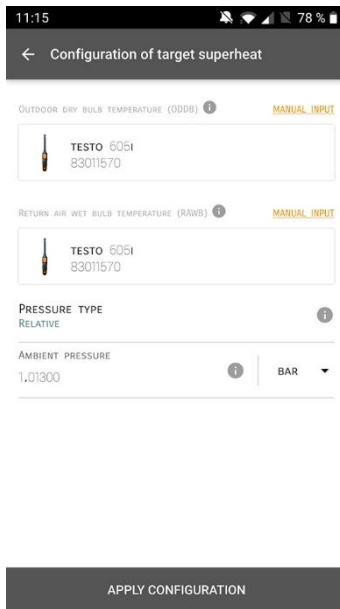 11:15 78 %
Configuration of target superheat
OUTDOOR DRY BULB TEMPERATURE (ODDB) MANUAL INPUT
TESTO 605I
83011570
RETURN AIR WET BULB TEMPERATURE (RAWB) MANUAL INPUT
TESTO 605I
83011570
PRESSURE TYPE
RELATIVE
AMBIENT PRESSURE
1.01300 BAR
APPLY CONFIGURATION